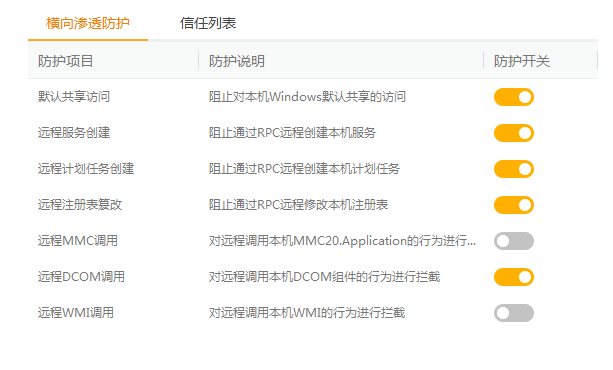 横向渗透防护 信任列表
防护项目 防护说明 防护开关
默认共享访问 阻止对本机Windows默认共享的访问
远程服务创建 阻止通过RPC远程创建本机服务
远程计划任务创建 阻止通过RPC远程创建本机计划任务
远程注册表篡改 阻止通过RPC远程修改本机注册表
远程MMC调用 对远程调用本机MMC20.Application的行为进行...
远程DCOM调用 对远程调用本机DCOM组件的行为进行拦截
远程WMI调用 对远程调用本机WMI的行为进行拦截